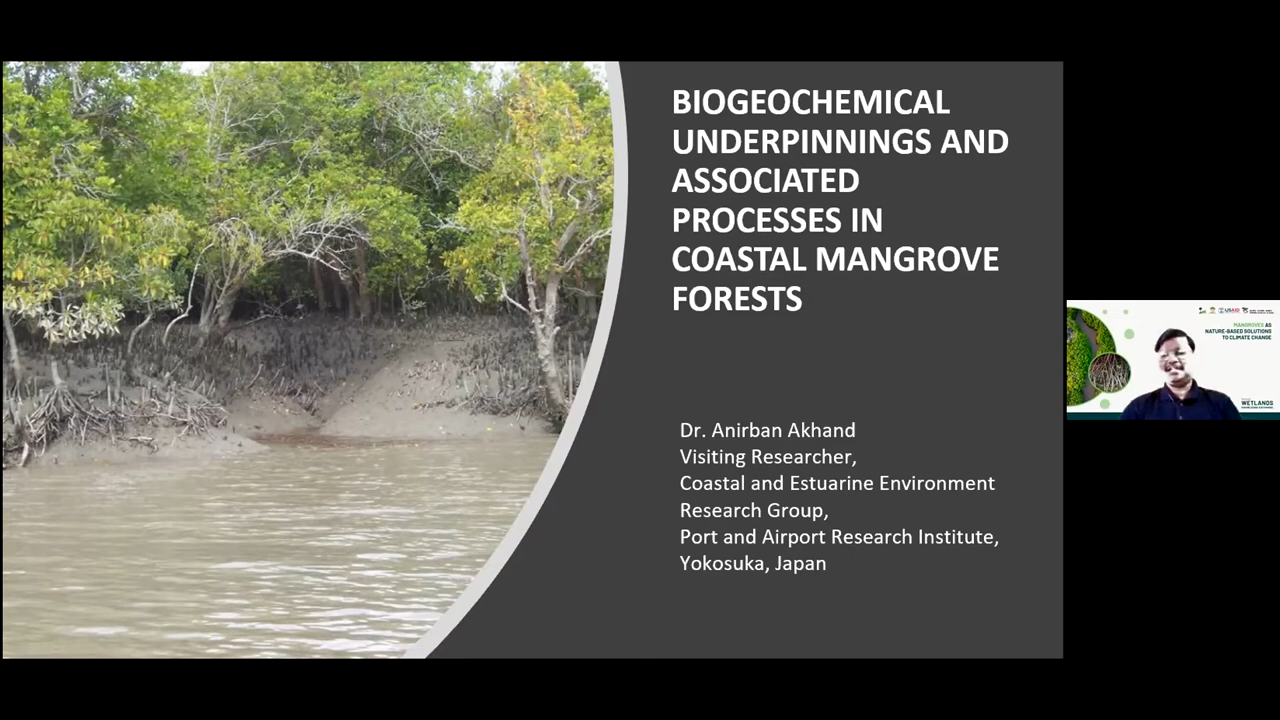 BIOGEOCHEMICAL
UNDERPINNINGS AND
ASSOCIATED
PROCESSES IN
COASTAL MANGROVE
FORESTS
Dr. Anirban Akhand
Visiting Researcher,
Coastal and Estuarine Environment
Research Group,
Port and Airport Research Institute,
Yokosuka, Japan
USAID
MANGROVES AS
NATURE-BASED SOLUTIONS
TO CLIMATE CHANGE
WETLANDS